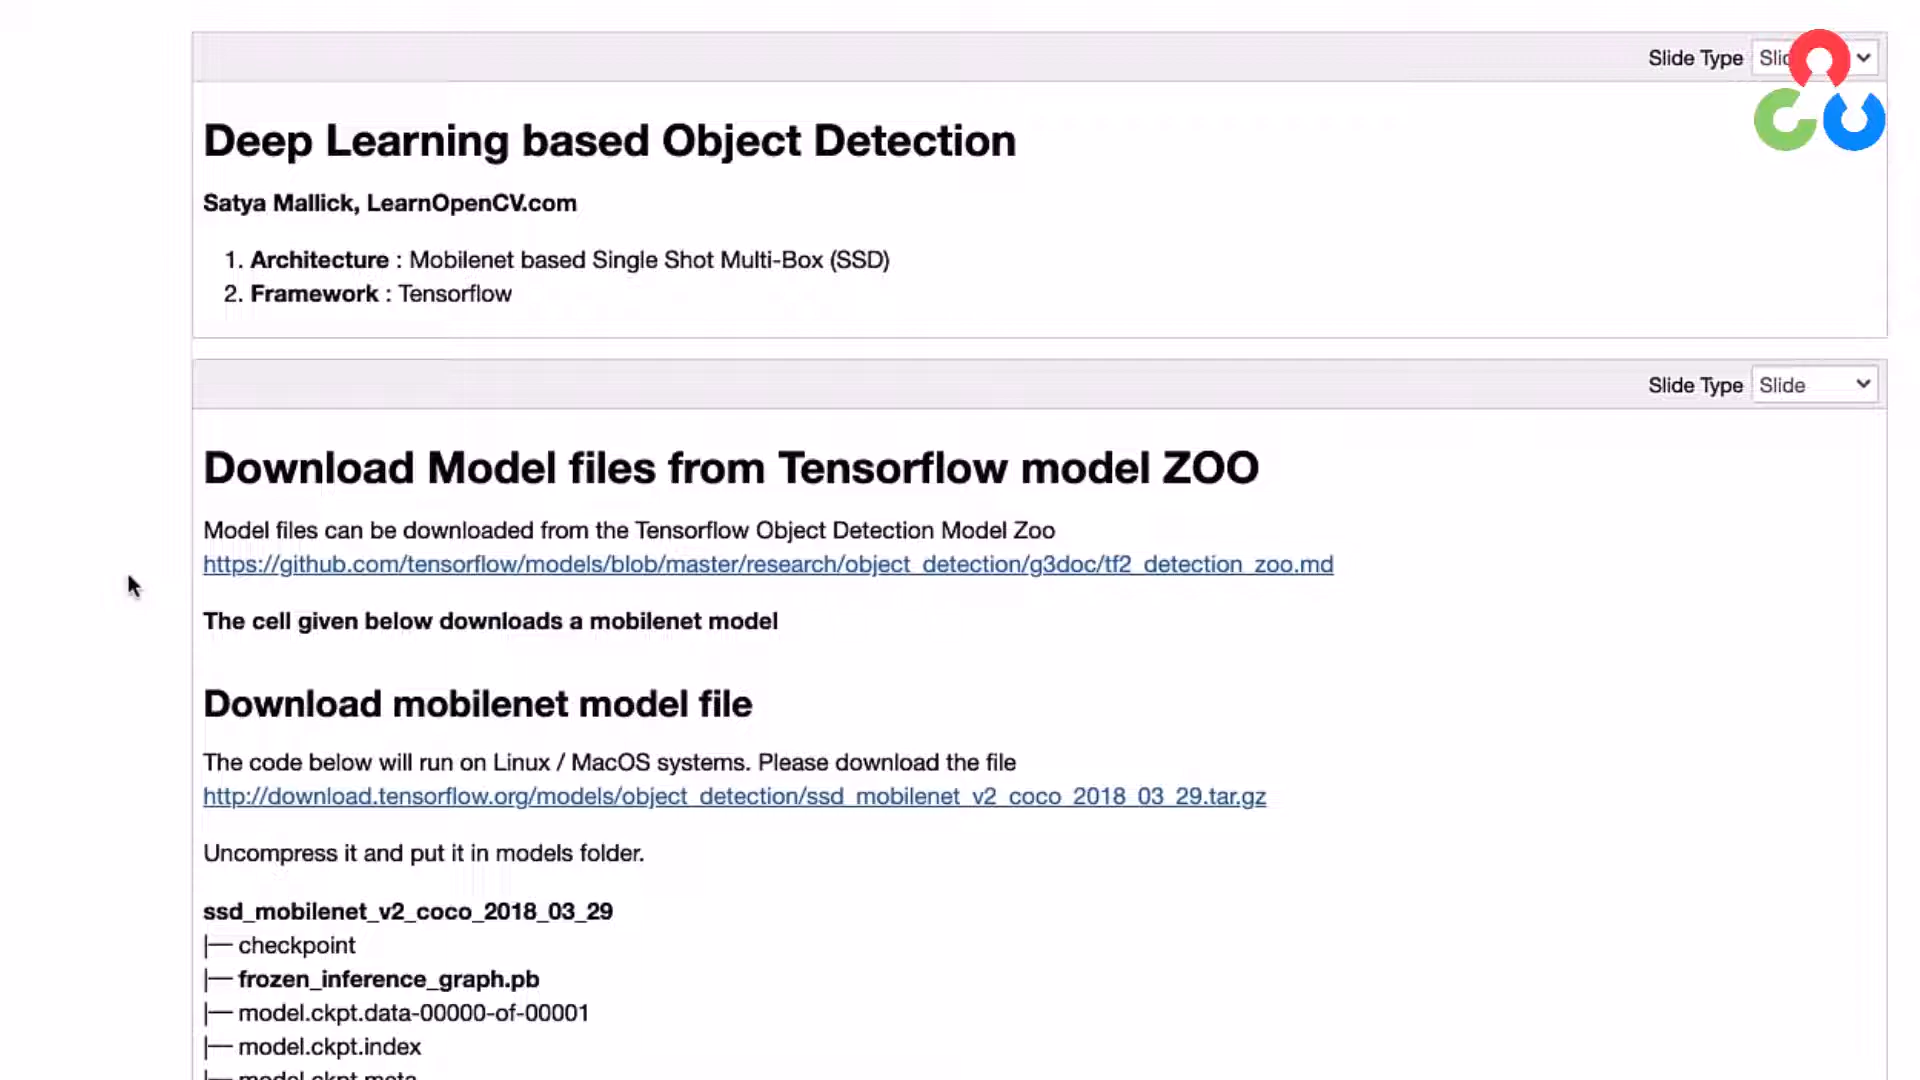 Slide Type
Deep Learning based Object Detection
Satya Mallick, LearnOpenCV.com
1. Architecture : Mobilenet based Single Shot Multi-Box (SSD)
2. Framework : Tensorflow
Slide Type Slide
Download Model files from Tensorflow model ZOO
Model files can be downloaded from the Tensorflow Object Detection Model Zoo
https://github.com/tensorflow/models/blob/master/research/object_detection/g3doc/tf2_detection_zoo.md
The cell given below downloads a mobilenet model
Download mobilenet model file
The code below will run on Linux / MacOS systems. Please download the file
http://download.tensorflow.org/models/object_detection/ssd_mobilenet_v2_coco_2018_03_29.tar.gz
Uncompress it and put it in models folder.
ssd_mobilenet_v2_coco_2018_03_29
|— checkpoint
|— frozen_inference_graph.pb
|— model.ckpt.data-00000-of-00001
|— model.ckpt.index
|— model.ckpt.meta